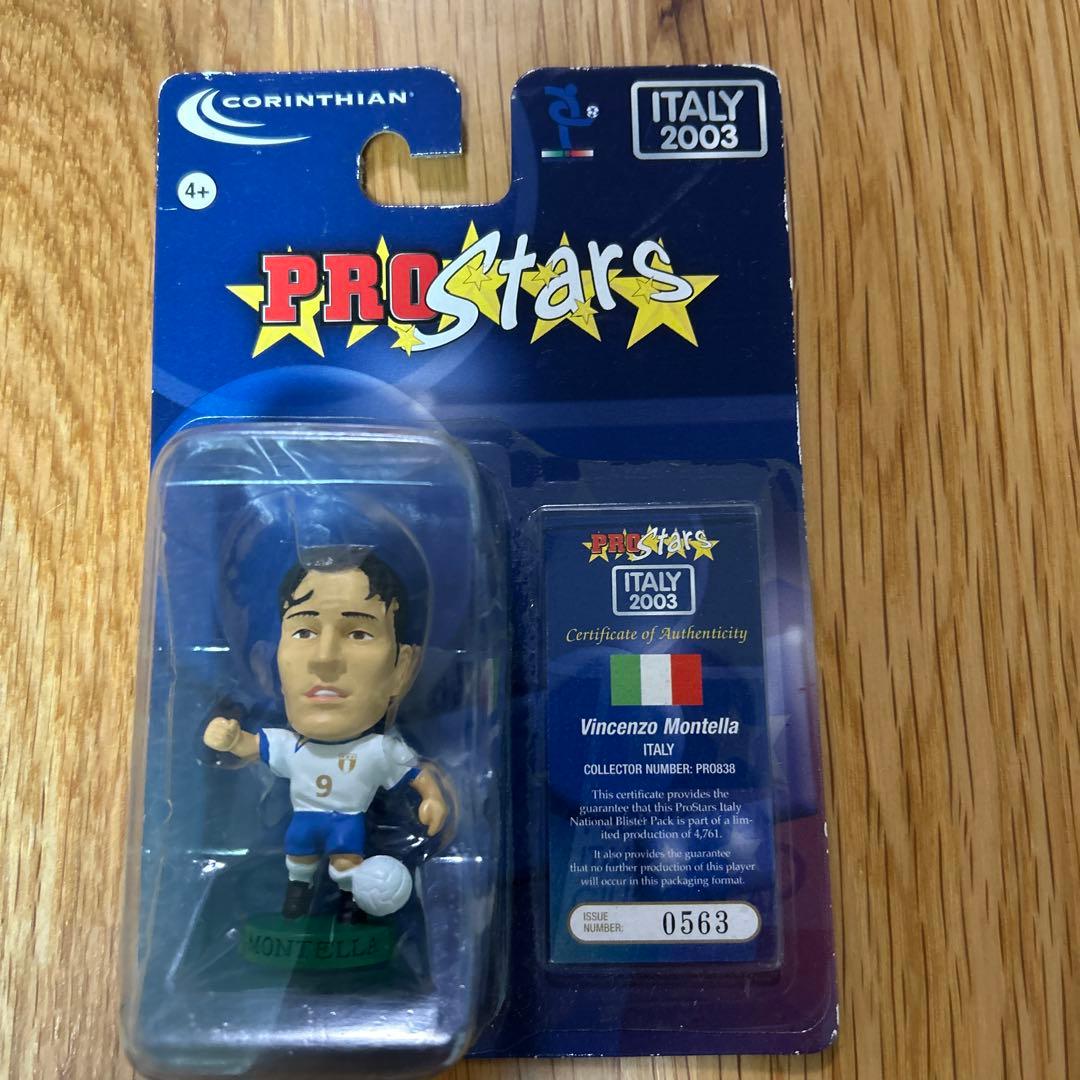 CORINTHIAN®
ITALY
2003
4+
PROStars
PROStars
ITALY
2003
Certificate of Authenticity
Vincenzo Montella
ITALY
COLLECTOR NUMBER: PRO838
This certificate provides the
guarantee that this ProStars Italy
National Blister Pack is part of a lim-
ited production of 4,761.
It also provides the guarantee
that no further production of this player
will occur in this packaging format.
ISSUE
NUMBER:
0563
9
MONTELLA